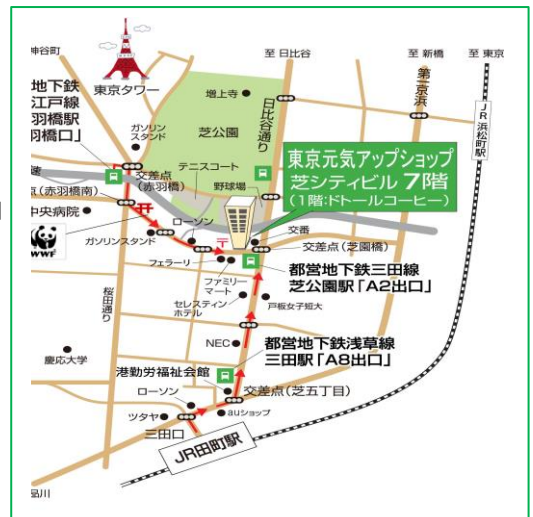 神谷町
至 日比谷
至 新橋
至 東京
東京タワー
地下鉄
江戸線
羽橋駅
羽橋口」
ガソリン
スタンド
増上寺
芝公園
日比谷通り
第一京浜
JR浜松町駅
テニスコート
野球場
東京元気アップショップ
芝シティビル 7階
(1階:ドトールコーヒー)
速
交差点
(赤羽橋)
点(赤羽橋南)
中央病院
WWF
ガソリンスタンド
ローソン
〒
交番
交差点(芝園橋)
フェラーリ
ファミリー
マート
都営地下鉄三田線
芝公園駅「A2出口」
セレスティン
ホテル
戸板女子短大
桜田通り
NEC
都営地下鉄浅草線
三田駅「A8出口」
慶応大学
港勤労福祉会館
ローソン
交差点(芝五丁目)
ツタヤ
auショップ
三田口
JR田町駅
品川